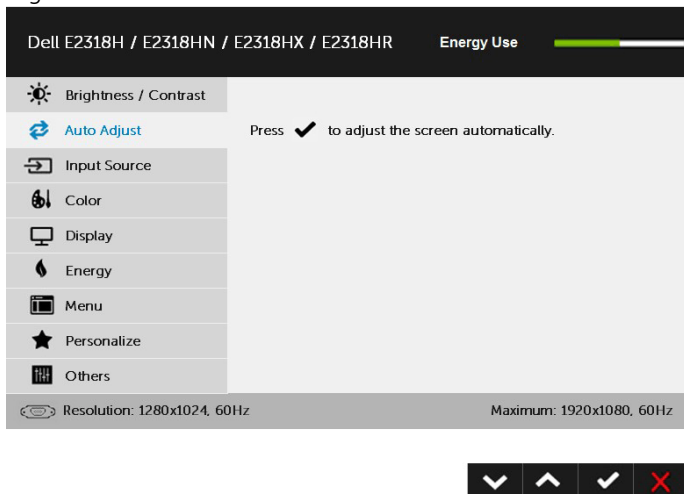 Dell E2318H / E2318HN / E2318HX / E2318HR Energy Use
Brightness / Contrast
Auto Adjust
Press ✔ to adjust the screen automatically.
Input Source
Color
Display
Energy
Menu
Personalize
Others
Resolution: 1280x1024, 60Hz Maximum: 1920x1080, 60Hz